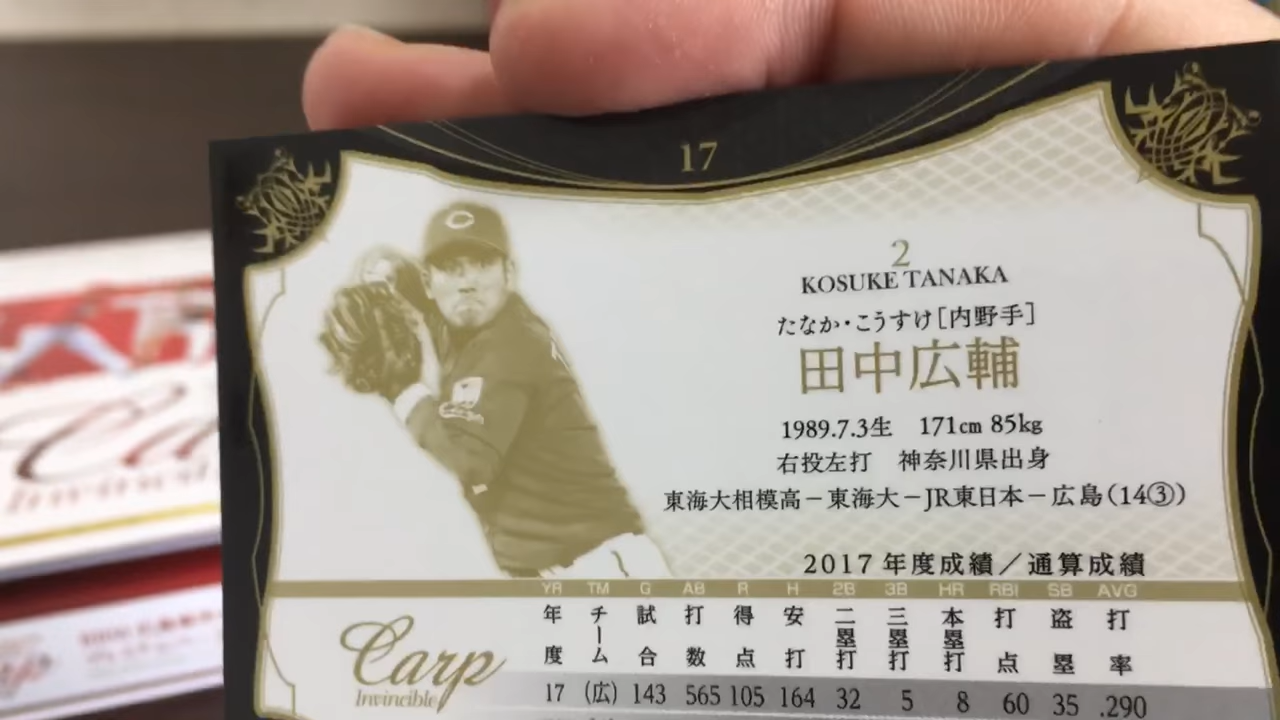 17
2
KOSUKE TANAKA
たなか・こうすけ[内野手]
田中広輔
1989.7.3生 171cm 85kg
右投左打 神奈川県出身
東海大相模高－東海大－JR東日本－広島(14③)
2017年度成績／通算成績
YR TM G AB R H 2B 3B HR RBI SB AVG
年度 チーム 試合 打数 得点 安打 二塁打 三塁打 本塁打 打点 盗塁 打率
Carp
Invincible
17 (広) 143 565 105 164 32 5 8 60 35 .290